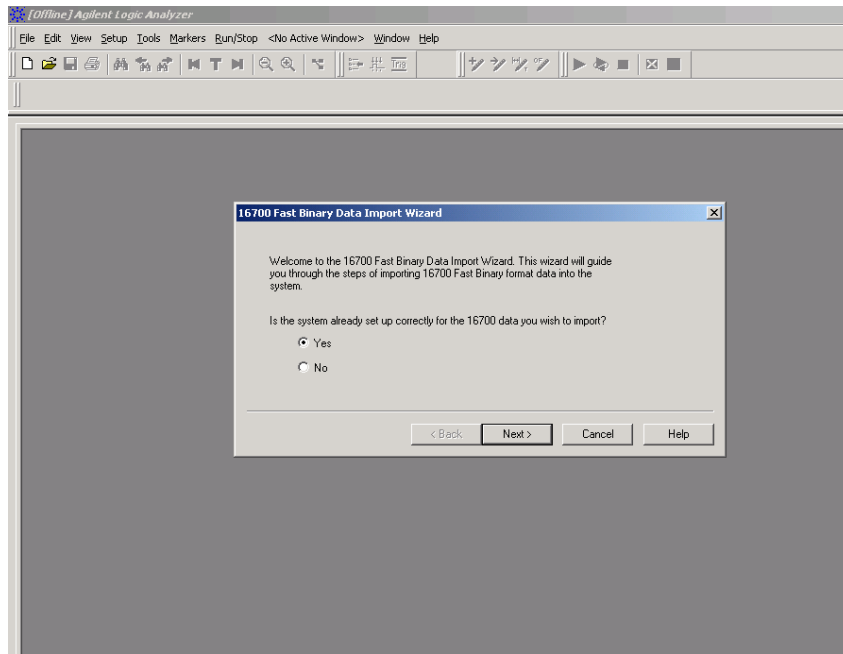 [Offline] Agilent Logic Analyzer
File Edit View Setup Tools Markers Run/Stop <No Active Window> Window Help
T Trig
16700 Fast Binary Data Import Wizard
Welcome to the 16700 Fast Binary Data Import Wizard. This wizard will guide
you through the steps of importing 16700 Fast Binary format data into the
system.
Is the system already set up correctly for the 16700 data you wish to import?
Yes
No
< Back Next > Cancel Help